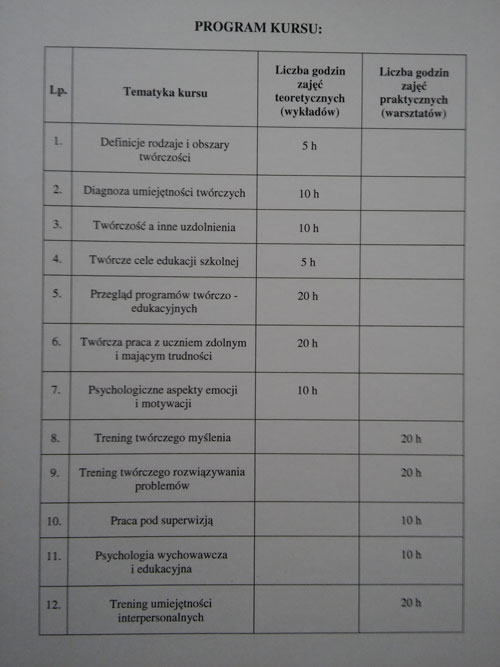 PROGRAM KURSU:
Lp.
Tematyka kursu
Liczba godzin
zajęć
teoretycznych
(wykładów)
Liczba godzin
zajęć
praktycznych
(warsztatów)
1.
Definicje rodzaje i obszary
twórczości
5 h
2.
Diagnoza umiejętności twórczych
10 h
3.
Twórczość a inne uzdolnienia
10 h
4.
Twórcze cele edukacji szkolnej
5 h
5.
Przegląd programów twórczo -
edukacyjnych
20 h
6.
Twórcza praca z uczniem zdolnym
i mającym trudności
20 h
7.
Psychologiczne aspekty emocji
i motywacji
10 h
8.
Trening twórczego myślenia
20 h
9.
Trening twórczego rozwiązywania
problemów
20 h
10.
Praca pod superwizją
10 h
11.
Psychologia wychowawcza
i edukacyjna
10 h
12.
Trening umiejętności
interpersonalnych
20 h